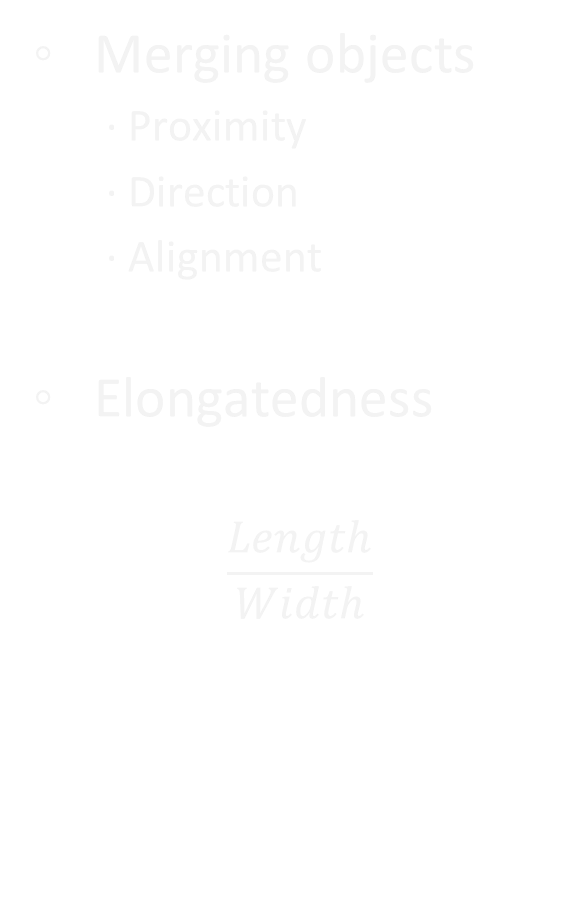 ◦ Merging objects
· Proximity
· Direction
· Alignment
◦ Elongatedness
Length
Width